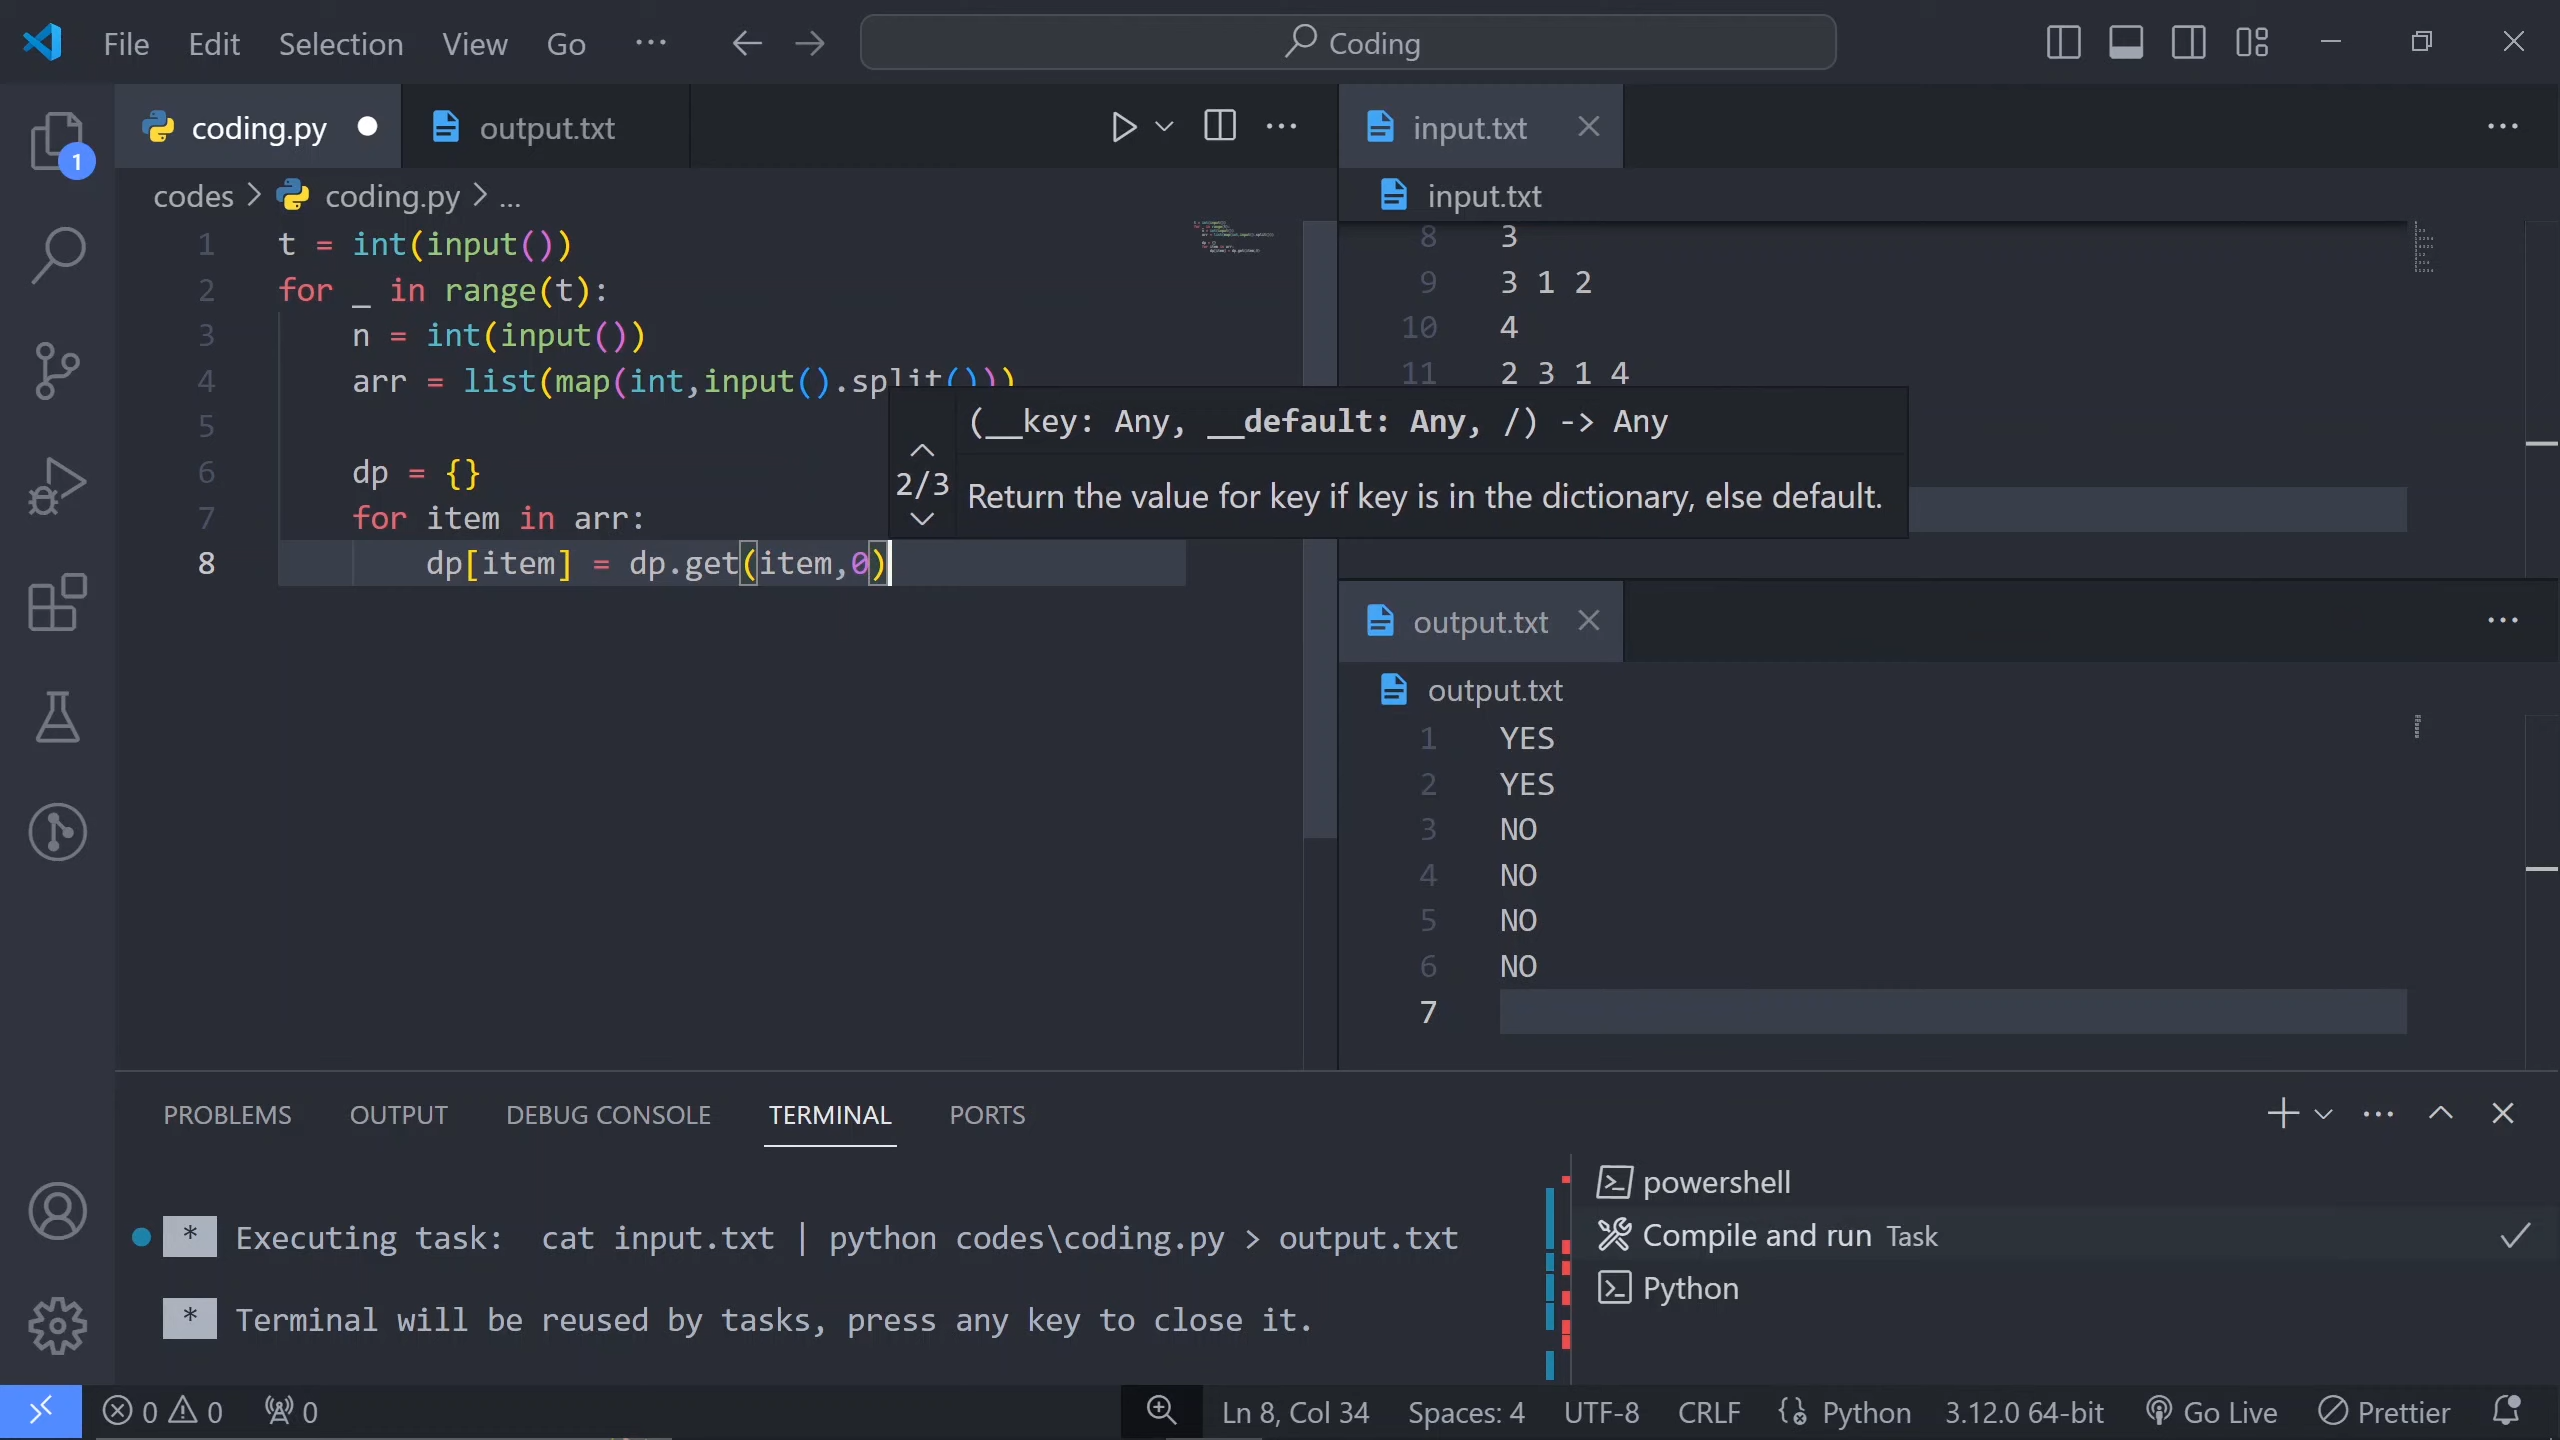 File Edit Selection View Go ... Coding
coding.py output.txt
1
codes > coding.py > ...
1 t = int(input())
2 for _ in range(t):
3 n = int(input())
4 arr = list(map(int,input().split()))
5
6 dp = {}
7 for item in arr:
8 dp[item] = dp.get(item,0)
(__key: Any, __default: Any, /) -> Any
2/3
Return the value for key if key is in the dictionary, else default.
input.txt
input.txt
8 3
9 3 1 2
10 4
11 2 3 1 4
output.txt
output.txt
1 YES
2 YES
3 NO
4 NO
5 NO
6 NO
7
PROBLEMS OUTPUT DEBUG CONSOLE TERMINAL PORTS
* Executing task: cat input.txt | python codes\coding.py > output.txt
* Terminal will be reused by tasks, press any key to close it.
powershell
Compile and run Task
Python
0 0 0 Ln 8, Col 34 Spaces: 4 UTF-8 CRLF Python 3.12.0 64-bit Go Live Prettier